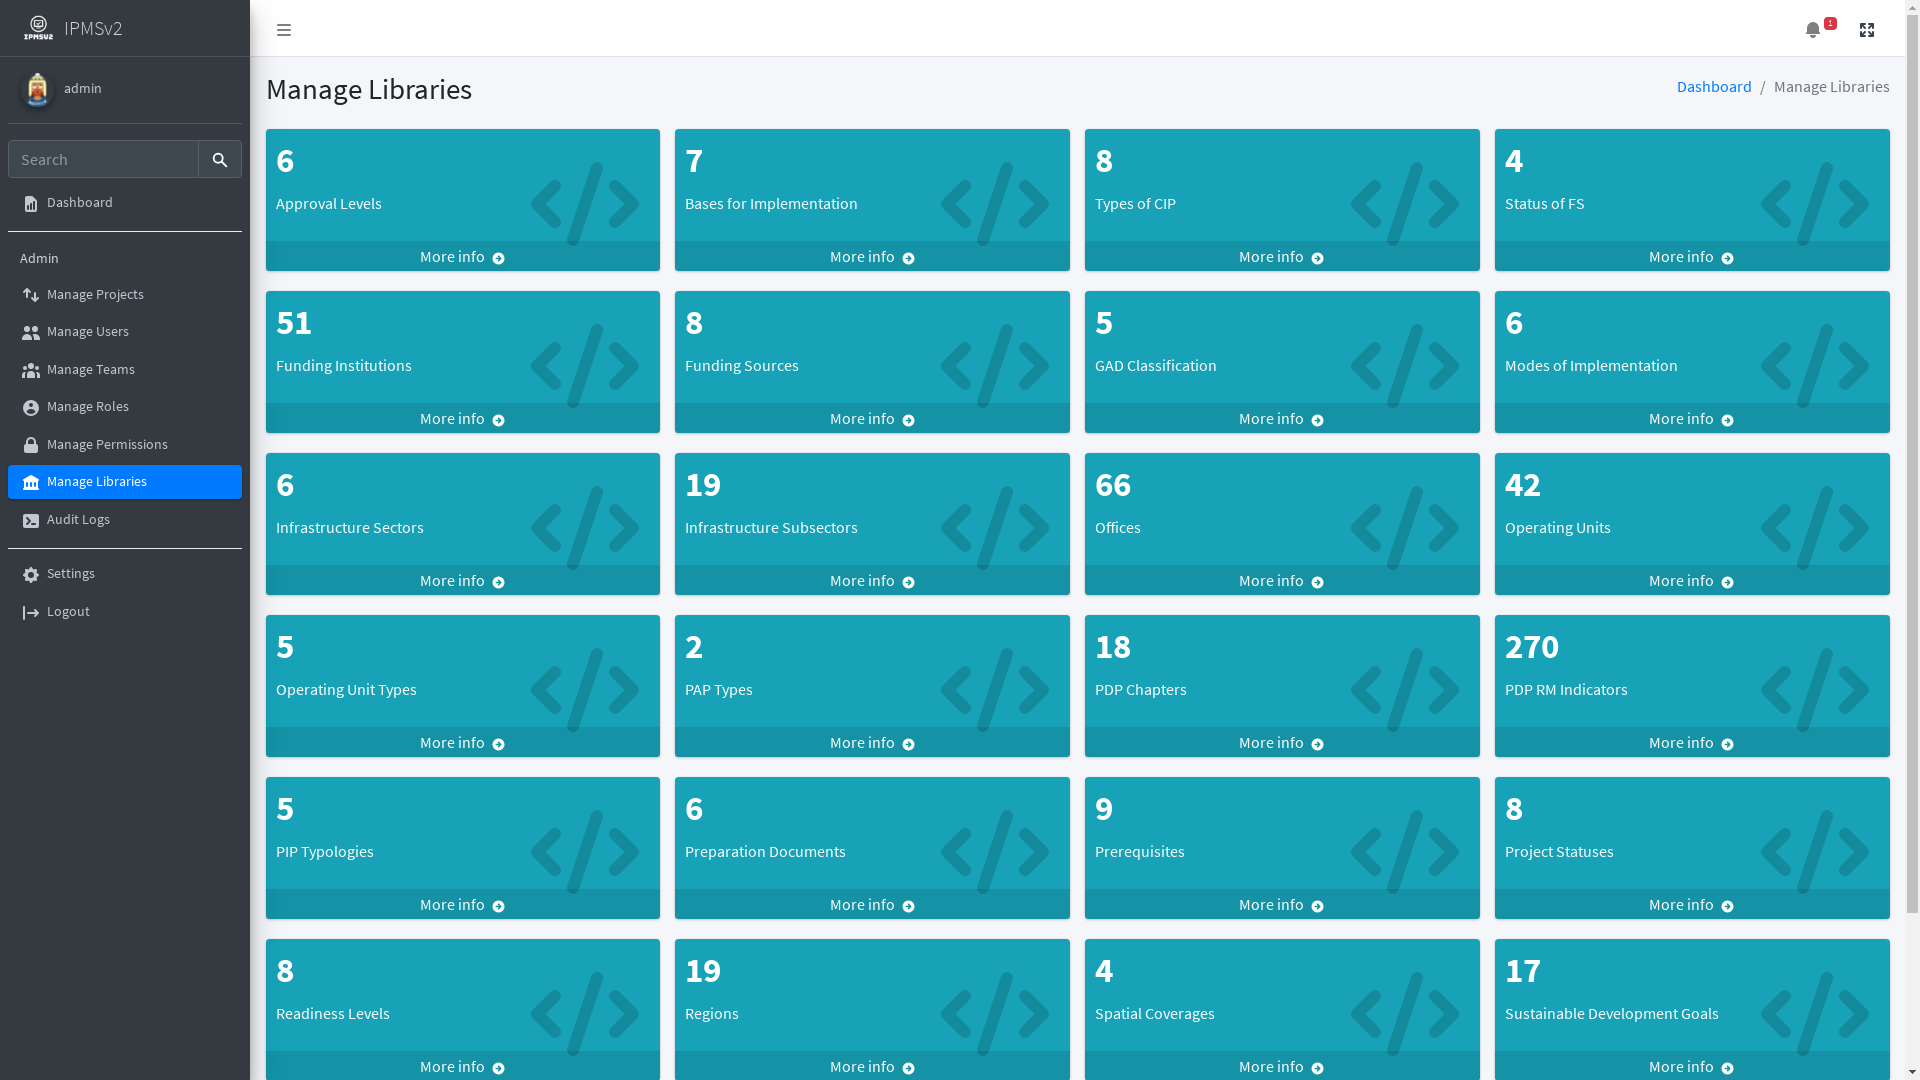 IPMSv2
IPMSv2
admin
Search
Dashboard
Admin
Manage Projects
Manage Users
Manage Teams
Manage Roles
Manage Permissions
Manage Libraries
Audit Logs
Settings
Logout
1
Manage Libraries
Dashboard / Manage Libraries
6
Approval Levels
More info
7
Bases for Implementation
More info
8
Types of CIP
More info
4
Status of FS
More info
51
Funding Institutions
More info
8
Funding Sources
More info
5
GAD Classification
More info
6
Modes of Implementation
More info
6
Infrastructure Sectors
More info
19
Infrastructure Subsectors
More info
66
Offices
More info
42
Operating Units
More info
5
Operating Unit Types
More info
2
PAP Types
More info
18
PDP Chapters
More info
270
PDP RM Indicators
More info
5
PIP Typologies
More info
6
Preparation Documents
More info
9
Prerequisites
More info
8
Project Statuses
More info
8
Readiness Levels
More info
19
Regions
More info
4
Spatial Coverages
More info
17
Sustainable Development Goals
More info